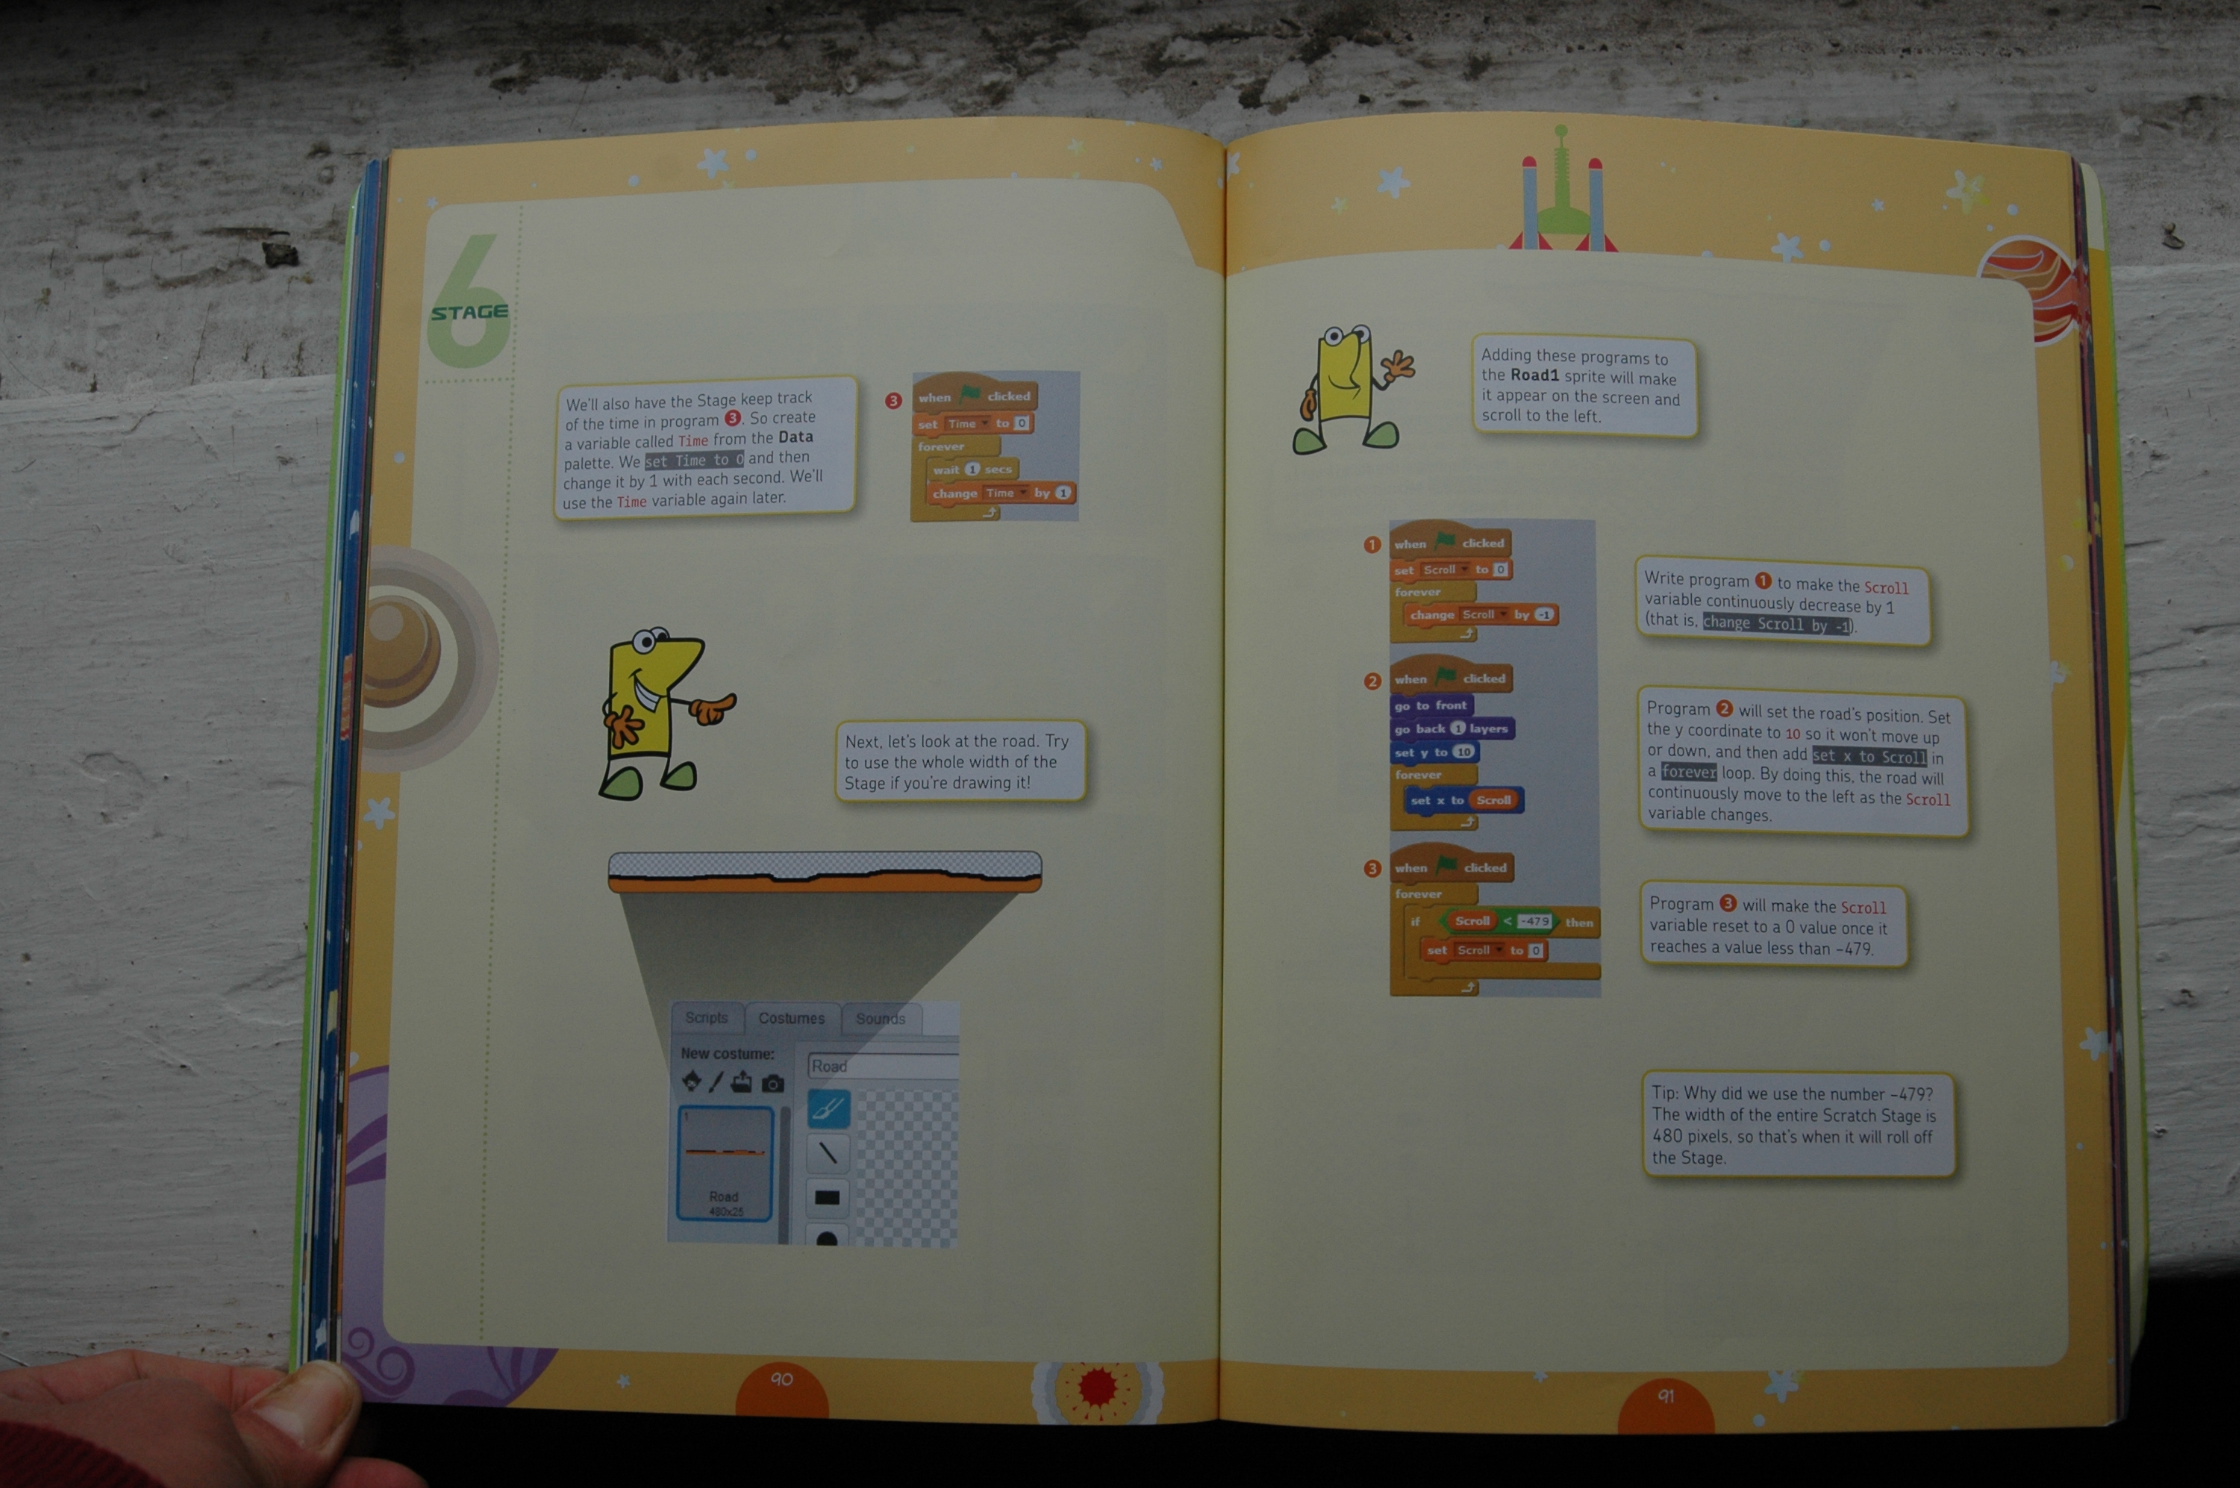 6
STAGE
We'll also have the Stage keep track
of the time in program 3. So create
a variable called Time from the Data
palette. We set Time to 0 and then
change it by 1 with each second. We'll
use the Time variable again later.
3
when clicked
set Time to 0
forever
wait 1 secs
change Time by 1
Next, let's look at the road. Try
to use the whole width of the
Stage if you're drawing it!
Scripts Costumes Sounds
New costume:
Road
1
Road
480x25
90
Adding these programs to
the Road1 sprite will make
it appear on the screen and
scroll to the left.
1
when clicked
set Scroll to 0
forever
change Scroll by -1
Write program 1 to make the Scroll
variable continuously decrease by 1
(that is, change Scroll by -1).
2
when clicked
go to front
go back 1 layers
set y to 10
forever
set x to Scroll
Program 2 will set the road's position. Set
the y coordinate to 10 so it won't move up
or down, and then add set x to Scroll in
a forever loop. By doing this, the road will
continuously move to the left as the Scroll
variable changes.
3
when clicked
forever
if Scroll < -479 then
set Scroll to 0
Program 3 will make the Scroll
variable reset to a 0 value once it
reaches a value less than −479.
Tip: Why did we use the number −479?
The width of the entire Scratch Stage is
480 pixels, so that's when it will roll off
the Stage.
91